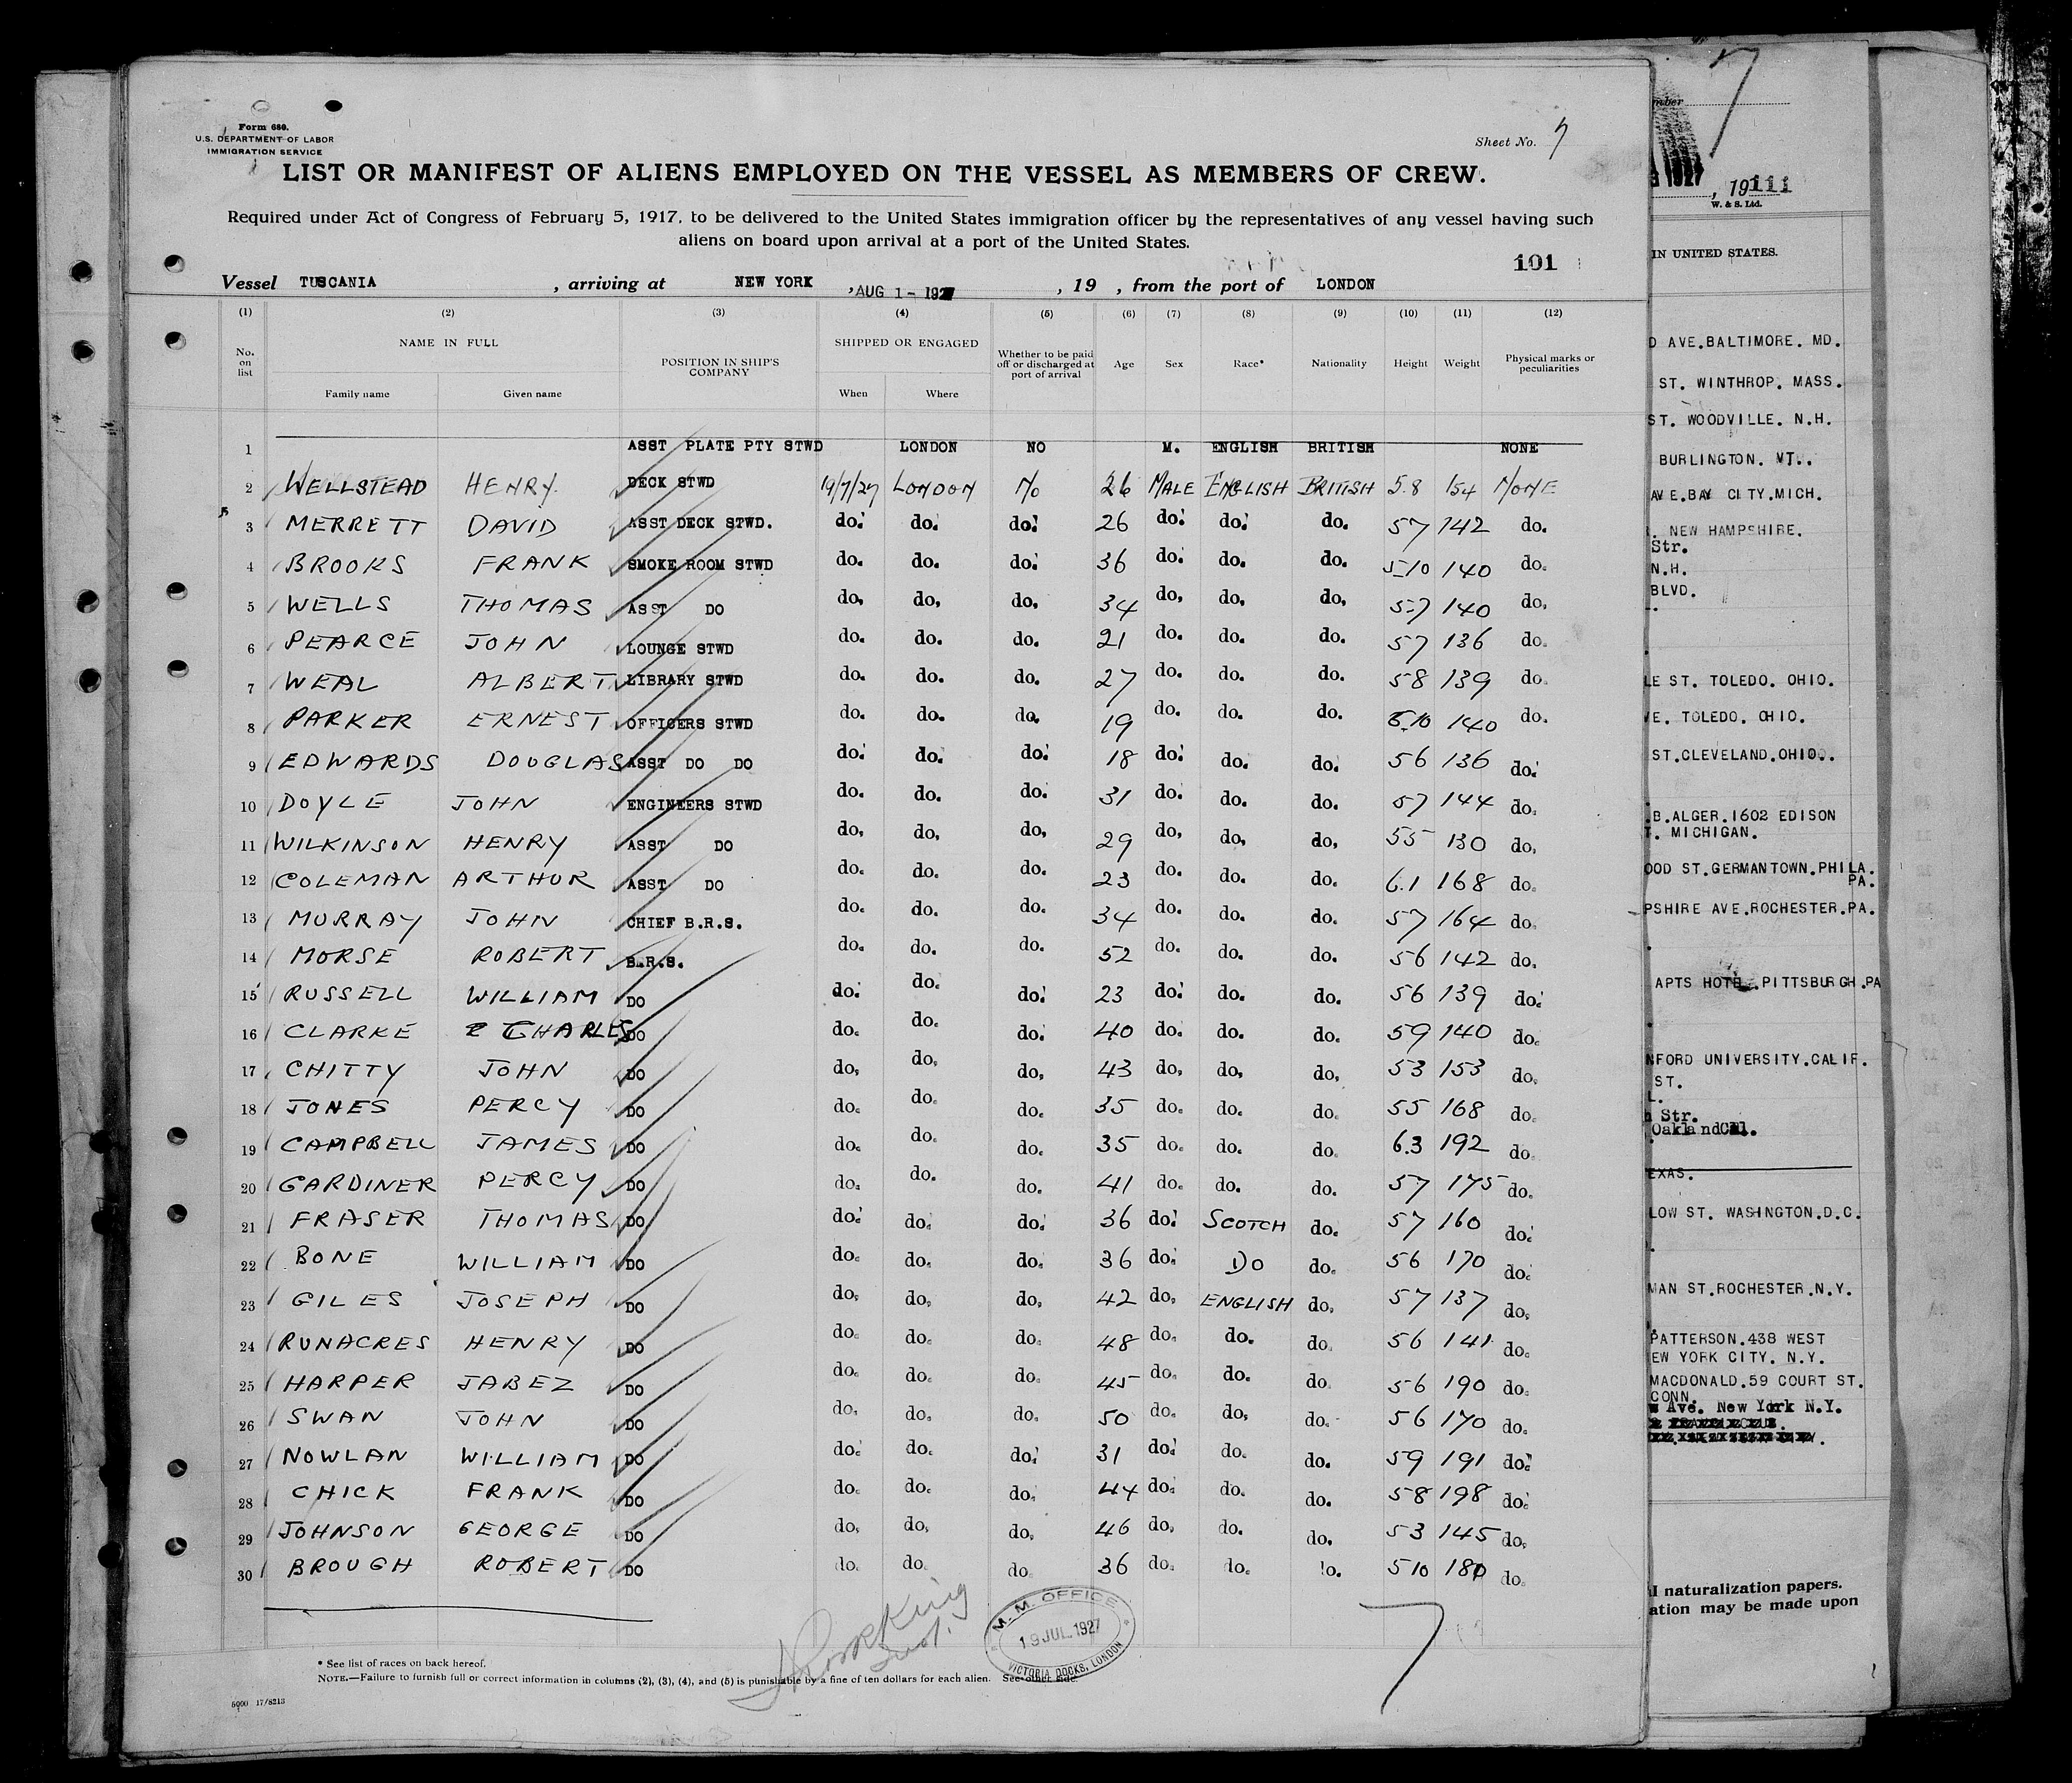 Form 680.
U.S. DEPARTMENT OF LABOR
IMMIGRATION SERVICE
Sheet No. 7
LIST OR MANIFEST OF ALIENS EMPLOYED ON THE VESSEL AS MEMBERS OF CREW.
Required under Act of Congress of February 5, 1917, to be delivered to the United States immigration officer by the representatives of any vessel having such
aliens on board upon arrival at a port of the United States.
101
Vessel TUSCANIA , arriving at NEW YORK , AUG 1 - 1927 , 19 , from the port of LONDON
(1) (2) (3) (4) (5) (6) (7) (8) (9) (10) (11) (12)
No. on list NAME IN FULL Family name Given name POSITION IN SHIP'S COMPANY SHIPPED OR ENGAGED When Where Whether to be paid off or discharged at port of arrival Age Sex Race* Nationality Height Weight Physical marks or peculiarities
1 ASST PLATE PTY STWD LONDON NO M. ENGLISH BRITISH NONE
2 WELLSTEAD HENRY. DECK STWD 19/7/27 LONDON No 26 MALE ENGLISH BRITISH 5.8 154 NONE
3 MERRETT DAVID ASST DECK STWD. do. do. do. 26 do. do. do. 57 142 do.
4 BROOKS FRANK SMOKE ROOM STWD do. do. do. 36 do. do. do. 5-10 140 do.
5 WELLS THOMAS ASST DO do. do. do. 34 do. do. do. 5-7 140 do.
6 PEARCE JOHN LOUNGE STWD do. do. do. 21 do. do. do. 57 136 do.
7 WEAL ALBERT LIBRARY STWD do. do. do. 27 do. do. do. 58 139 do.
8 PARKER ERNEST OFFICERS STWD do. do. do. 19 do. do. do. 5.10 140 do.
9 EDWARDS DOUGLAS ASST DO DO do. do. do. 18 do. do. do. 56 136 do.
10 DOYLE JOHN ENGINEERS STWD do. do. do. 31 do. do. do. 57 144 do.
11 WILKINSON HENRY ASST DO do. do. do. 29 do. do. do. 55 130 do.
12 COLEMAN ARTHUR ASST DO do. do. do. 23 do. do. do. 6.1 168 do.
13 MURRAY JOHN CHIEF B.R.S. do. do. do. 34 do. do. do. 57 164 do.
14 MORSE ROBERT B.R.S. do. do. do. 52 do. do. do. 56 142 do.
15 RUSSELL WILLIAM DO do. do. do. 23 do. do. do. 56 139 do.
16 CLARKE CHARLES DO do. do. do. 40 do. do. do. 59 140 do.
17 CHITTY JOHN DO do. do. do. 43 do. do. do. 53 153 do.
18 JONES PERCY DO do. do. do. 35 do. do. do. 55 168 do.
19 CAMPBELL JAMES DO do. do. do. 35 do. do. do. 6.3 192 do.
20 GARDINER PERCY DO do. do. do. 41 do. do. do. 57 175 do.
21 FRASER THOMAS DO do. do. do. 36 do. SCOTCH do. 57 160 do.
22 BONE WILLIAM DO do. do. do. 36 do. DO do. 56 170 do.
23 GILES JOSEPH DO do. do. do. 42 do. ENGLISH do. 57 137 do.
24 RUNACRES HENRY DO do. do. do. 48 do. do. do. 56 141 do.
25 HARPER JABEZ DO do. do. do. 45 do. do. do. 56 190 do.
26 SWAN JOHN DO do. do. do. 50 do. do. do. 56 170 do.
27 NOWLAN WILLIAM DO do. do. do. 31 do. do. do. 59 191 do.
28 CHICK FRANK DO do. do. do. 44 do. do. do. 58 198 do.
29 JOHNSON GEORGE DO do. do. do. 46 do. do. do. 53 145 do.
30 BROUGH ROBERT DO do. do. do. 36 do. do. do. 510 180 do.
M. M. OFFICE
19 JUL 1927
VICTORIA DOCKS, LONDON
7
* See list of races on back hereof.
NOTE.—Failure to furnish full or correct information in columns (2), (3), (4), and (5) is punishable by a fine of ten dollars for each alien. See other side.
17/8213
7
1927, 19111
W. & S. Ltd.
IN UNITED STATES.
AVE.BALTIMORE. MD.
ST. WINTHROP. MASS.
ST. WOODVILLE. N.H.
BURLINGTON. VT..
AVE.BAY CITY.MICH.
NEW HAMPSHIRE.
Str.
N.H.
BLVD.
ST. TOLEDO. OHIO.
TOLEDO. OHIO.
ST.CLEVELAND.OHIO..
B.ALGER.1602 EDISON
MICHIGAN.
ST.GERMANTOWN.PHILA.
PA.
AVE.ROCHESTER.PA.
APTS HOTEL.PITTSBURGH.PA
UNIVERSITY.CALIF.
ST.
Str.
Oakland Cal.
EXAS.
LOW ST. WASINGTON.D.C.
MAN ST.ROCHESTER.N.Y.
PATTERSON.438 WEST
EW YORK CITY. N.Y.
MACDONALD.59 COURT ST.
CONN.
Ave. New York N.Y.
naturalization papers.
ation may be made upon